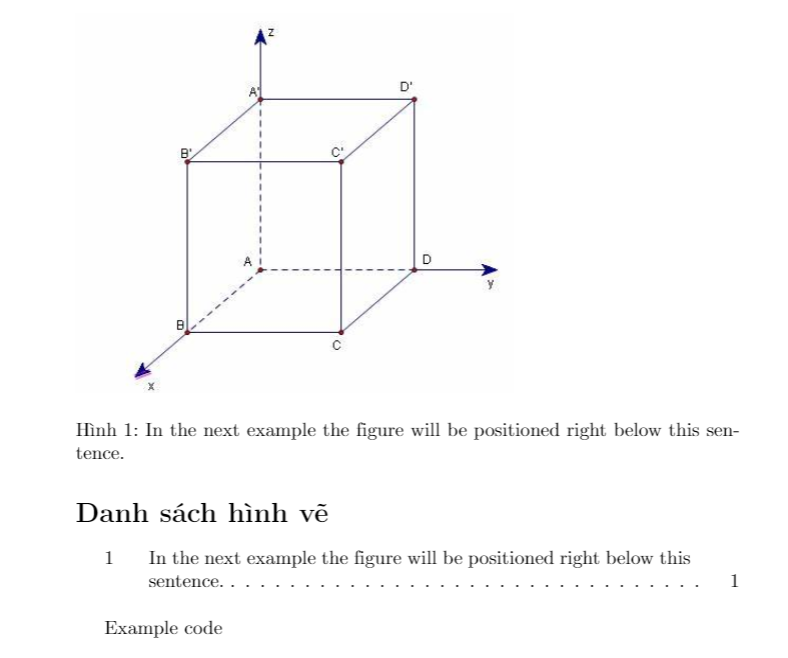 z
A'
D'
B'
C'
A
D
y
B
C
x
Hình 1: In the next example the figure will be positioned right below this sen-
tence.
Danh sách hình vẽ
1 In the next example the figure will be positioned right below this
sentence. . . . . . . . . . . . . . . . . . . . . . . . . . . . . . . . . . 1
Example code